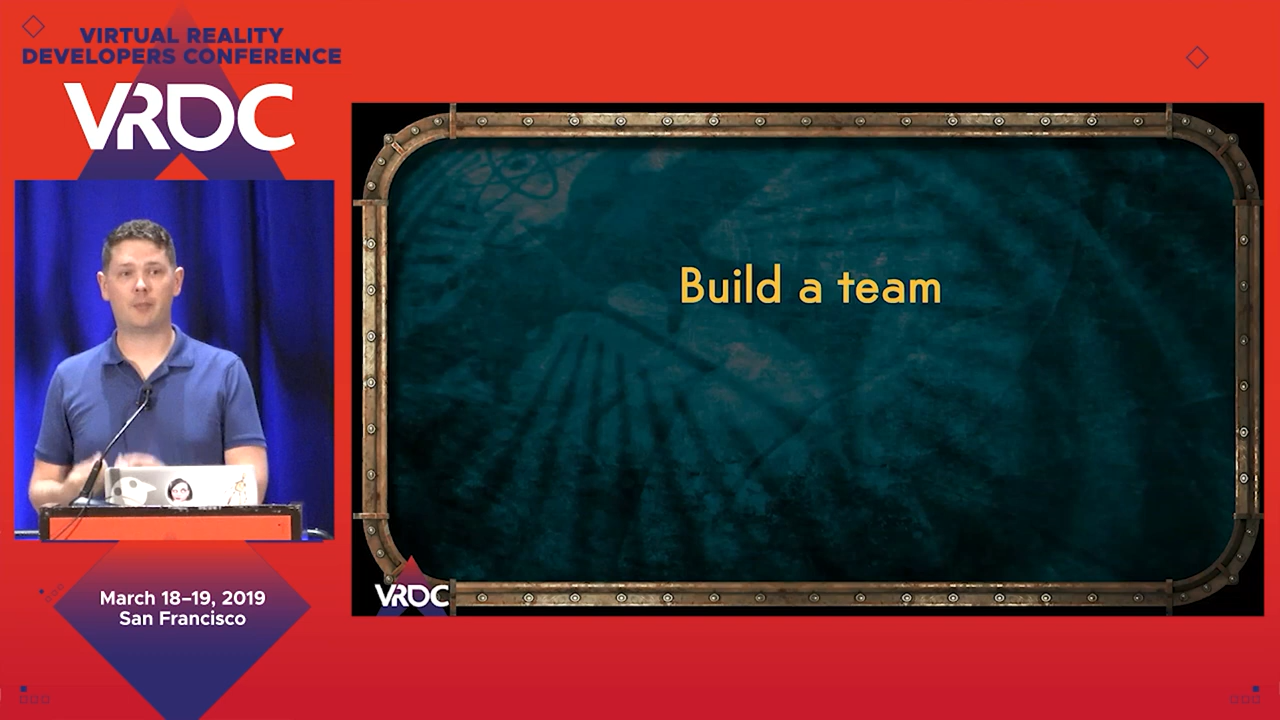 VIRTUAL REALITY
DEVELOPERS CONFERENCE
VRDC
Build a team
VRDC
March 18–19, 2019
San Francisco